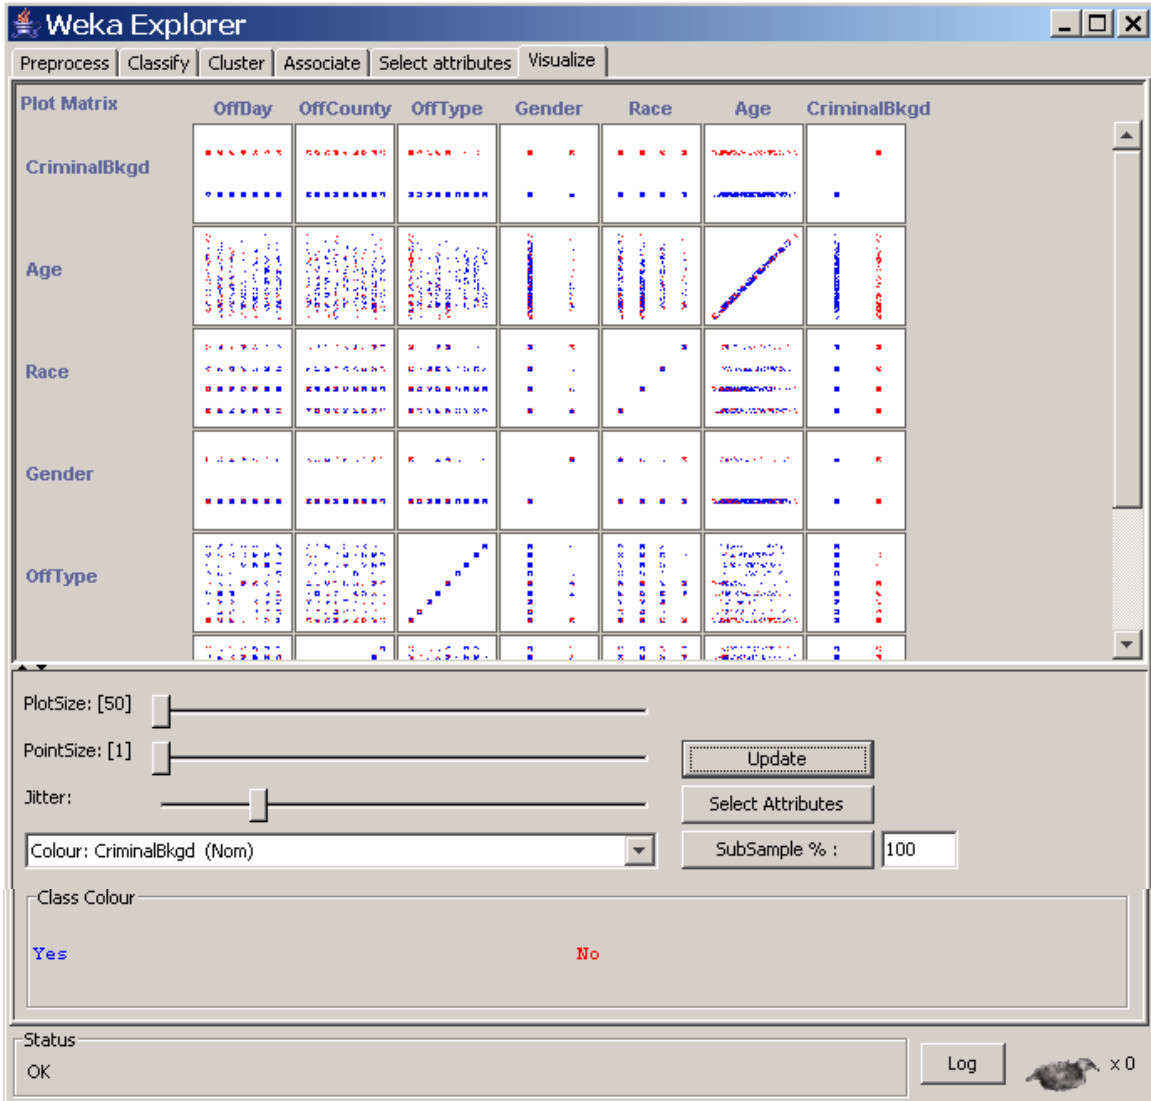 Weka Explorer
Preprocess Classify Cluster Associate Select attributes Visualize
Plot Matrix OffDay OffCounty OffType Gender Race Age CriminalBkgd
CriminalBkgd
Age
Race
Gender
OffType
PlotSize: [50]
PointSize: [1]
Update
Jitter:
Select Attributes
Colour: CriminalBkgd (Nom)
SubSample % : 100
Class Colour
Yes No
Status
OK
Log
x 0